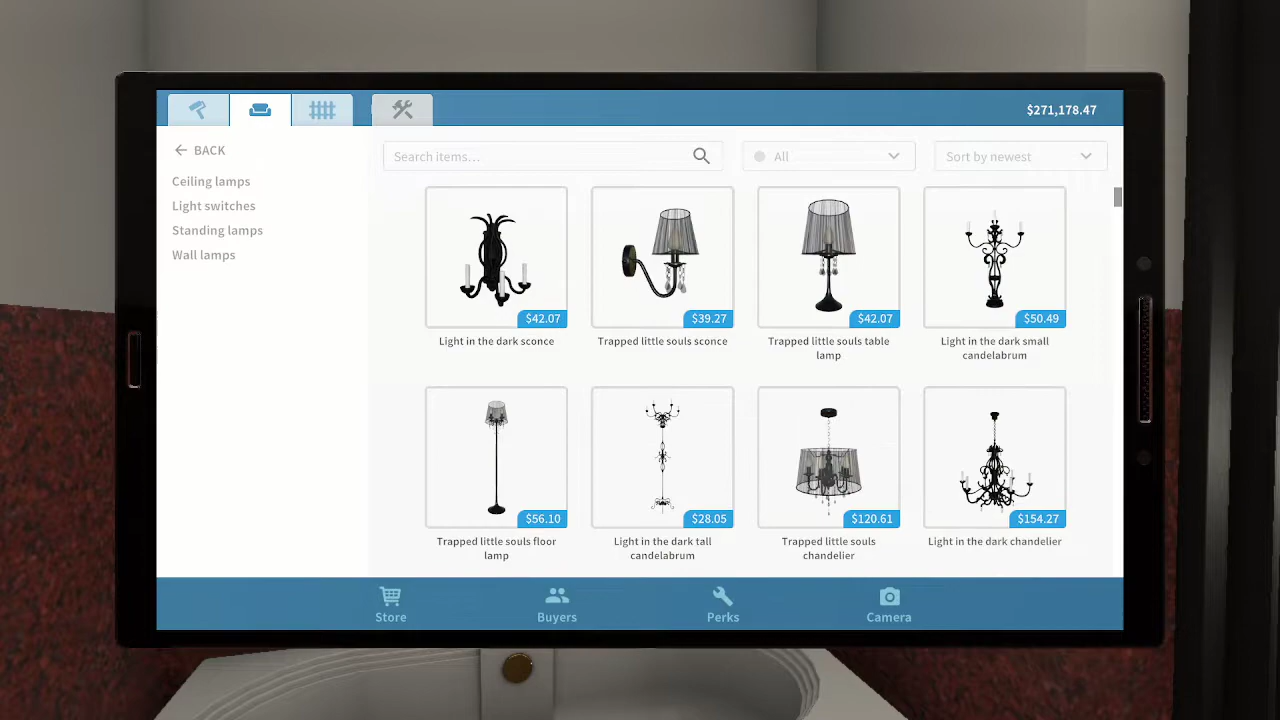 $271,178.47
BACK
Search items...
All
Sort by newest
Ceiling lamps
Light switches
Standing lamps
Wall lamps
$42.07
$39.27
$42.07
$50.49
Light in the dark sconce
Trapped little souls sconce
Trapped little souls table
lamp
Light in the dark small
candelabrum
$56.10
$28.05
$120.61
$154.27
Trapped little souls floor
lamp
Light in the dark tall
candelabrum
Trapped little souls
chandelier
Light in the dark chandelier
Store
Buyers
Perks
Camera